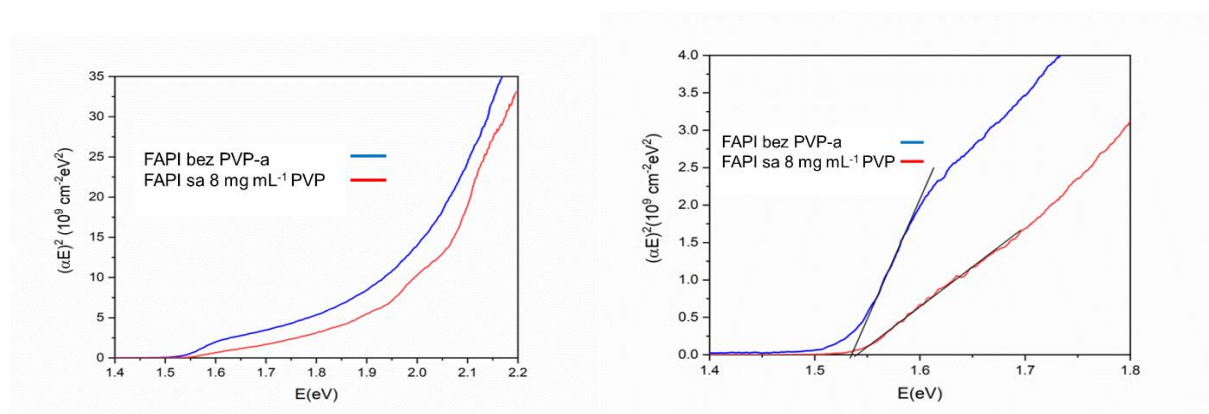 35
30
25
20
15
10
5
0
(αE)² (10⁹ cm⁻²eV²)
FAPI bez PVP-a
FAPI sa 8 mg mL⁻¹ PVP
1.4 1.5 1.6 1.7 1.8 1.9 2.0 2.1 2.2
E(eV)
4.0
3.5
3.0
2.5
2.0
1.5
1.0
0.5
0.0
(αE)²(10⁹ cm⁻²eV²)
FAPI bez PVP-a
FAPI sa 8 mg mL⁻¹ PVP
1.4 1.5 1.6 1.7 1.8
E(eV)